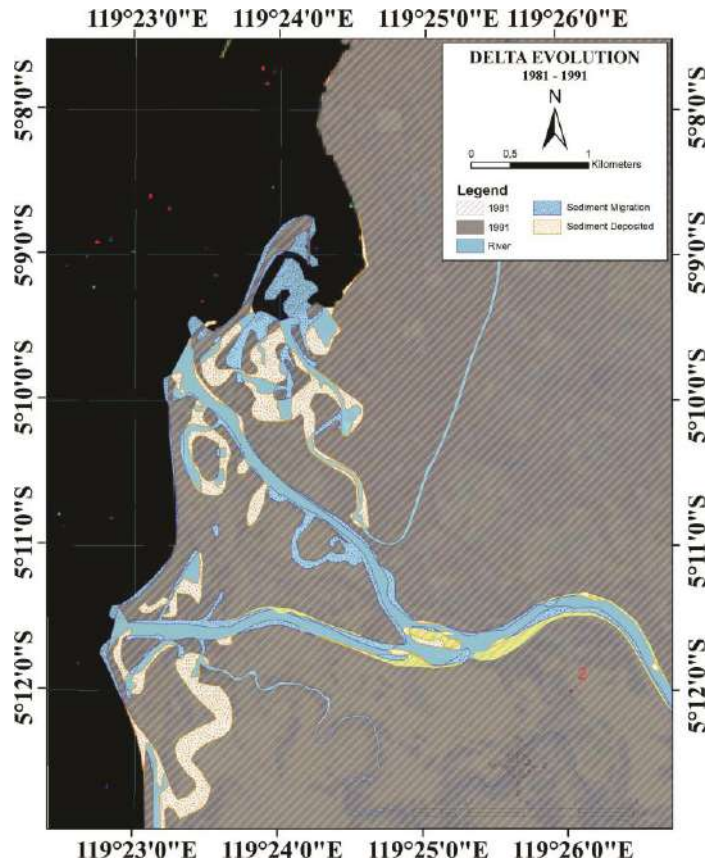 119°23'0"E 119°24'0"E 119°25'0"E 119°26'0"E
DELTA EVOLUTION
1981 - 1991
N
0 0,5 1
Kilometers
Legend
1981
1991
River
Sediment Migration
Sediment Deposited
5°8'0"S
5°9'0"S
5°10'0"S
5°11'0"S
5°12'0"S
5°8'0"S
5°9'0"S
5°10'0"S
5°11'0"S
5°12'0"S
2
119°23'0"E 119°24'0"E 119°25'0"E 119°26'0"E